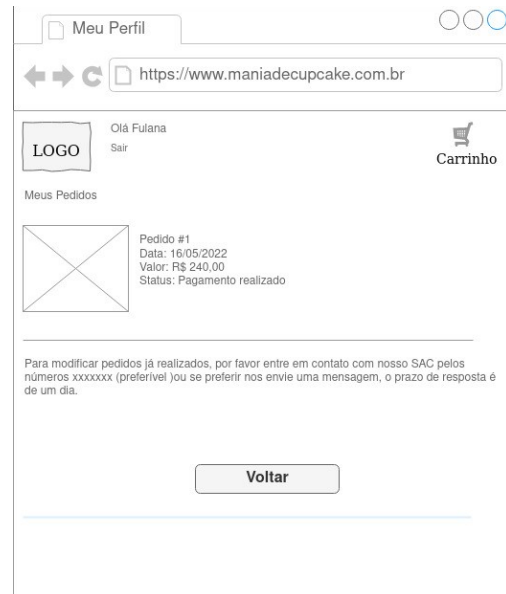 Meu Perfil
https://www.maniadecupcake.com.br
LOGO
Olá Fulana
Sair
Carrinho
Meus Pedidos
Pedido #1
Data: 16/05/2022
Valor: R$ 240,00
Status: Pagamento realizado
Para modificar pedidos já realizados, por favor entre em contato com nosso SAC pelos
números xxxxxxx (preferível )ou se preferir nos envie uma mensagem, o prazo de resposta é
de um dia.
Voltar